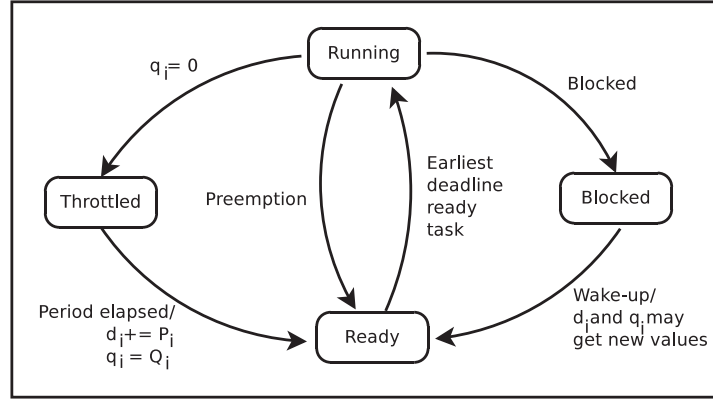 Running
q_i = 0
Blocked
Throttled
Preemption
Earliest
deadline
ready
task
Blocked
Period elapsed/
d_i += P_i
q_i = Q_i
Ready
Wake-up/
d_i and q_i may
get new values